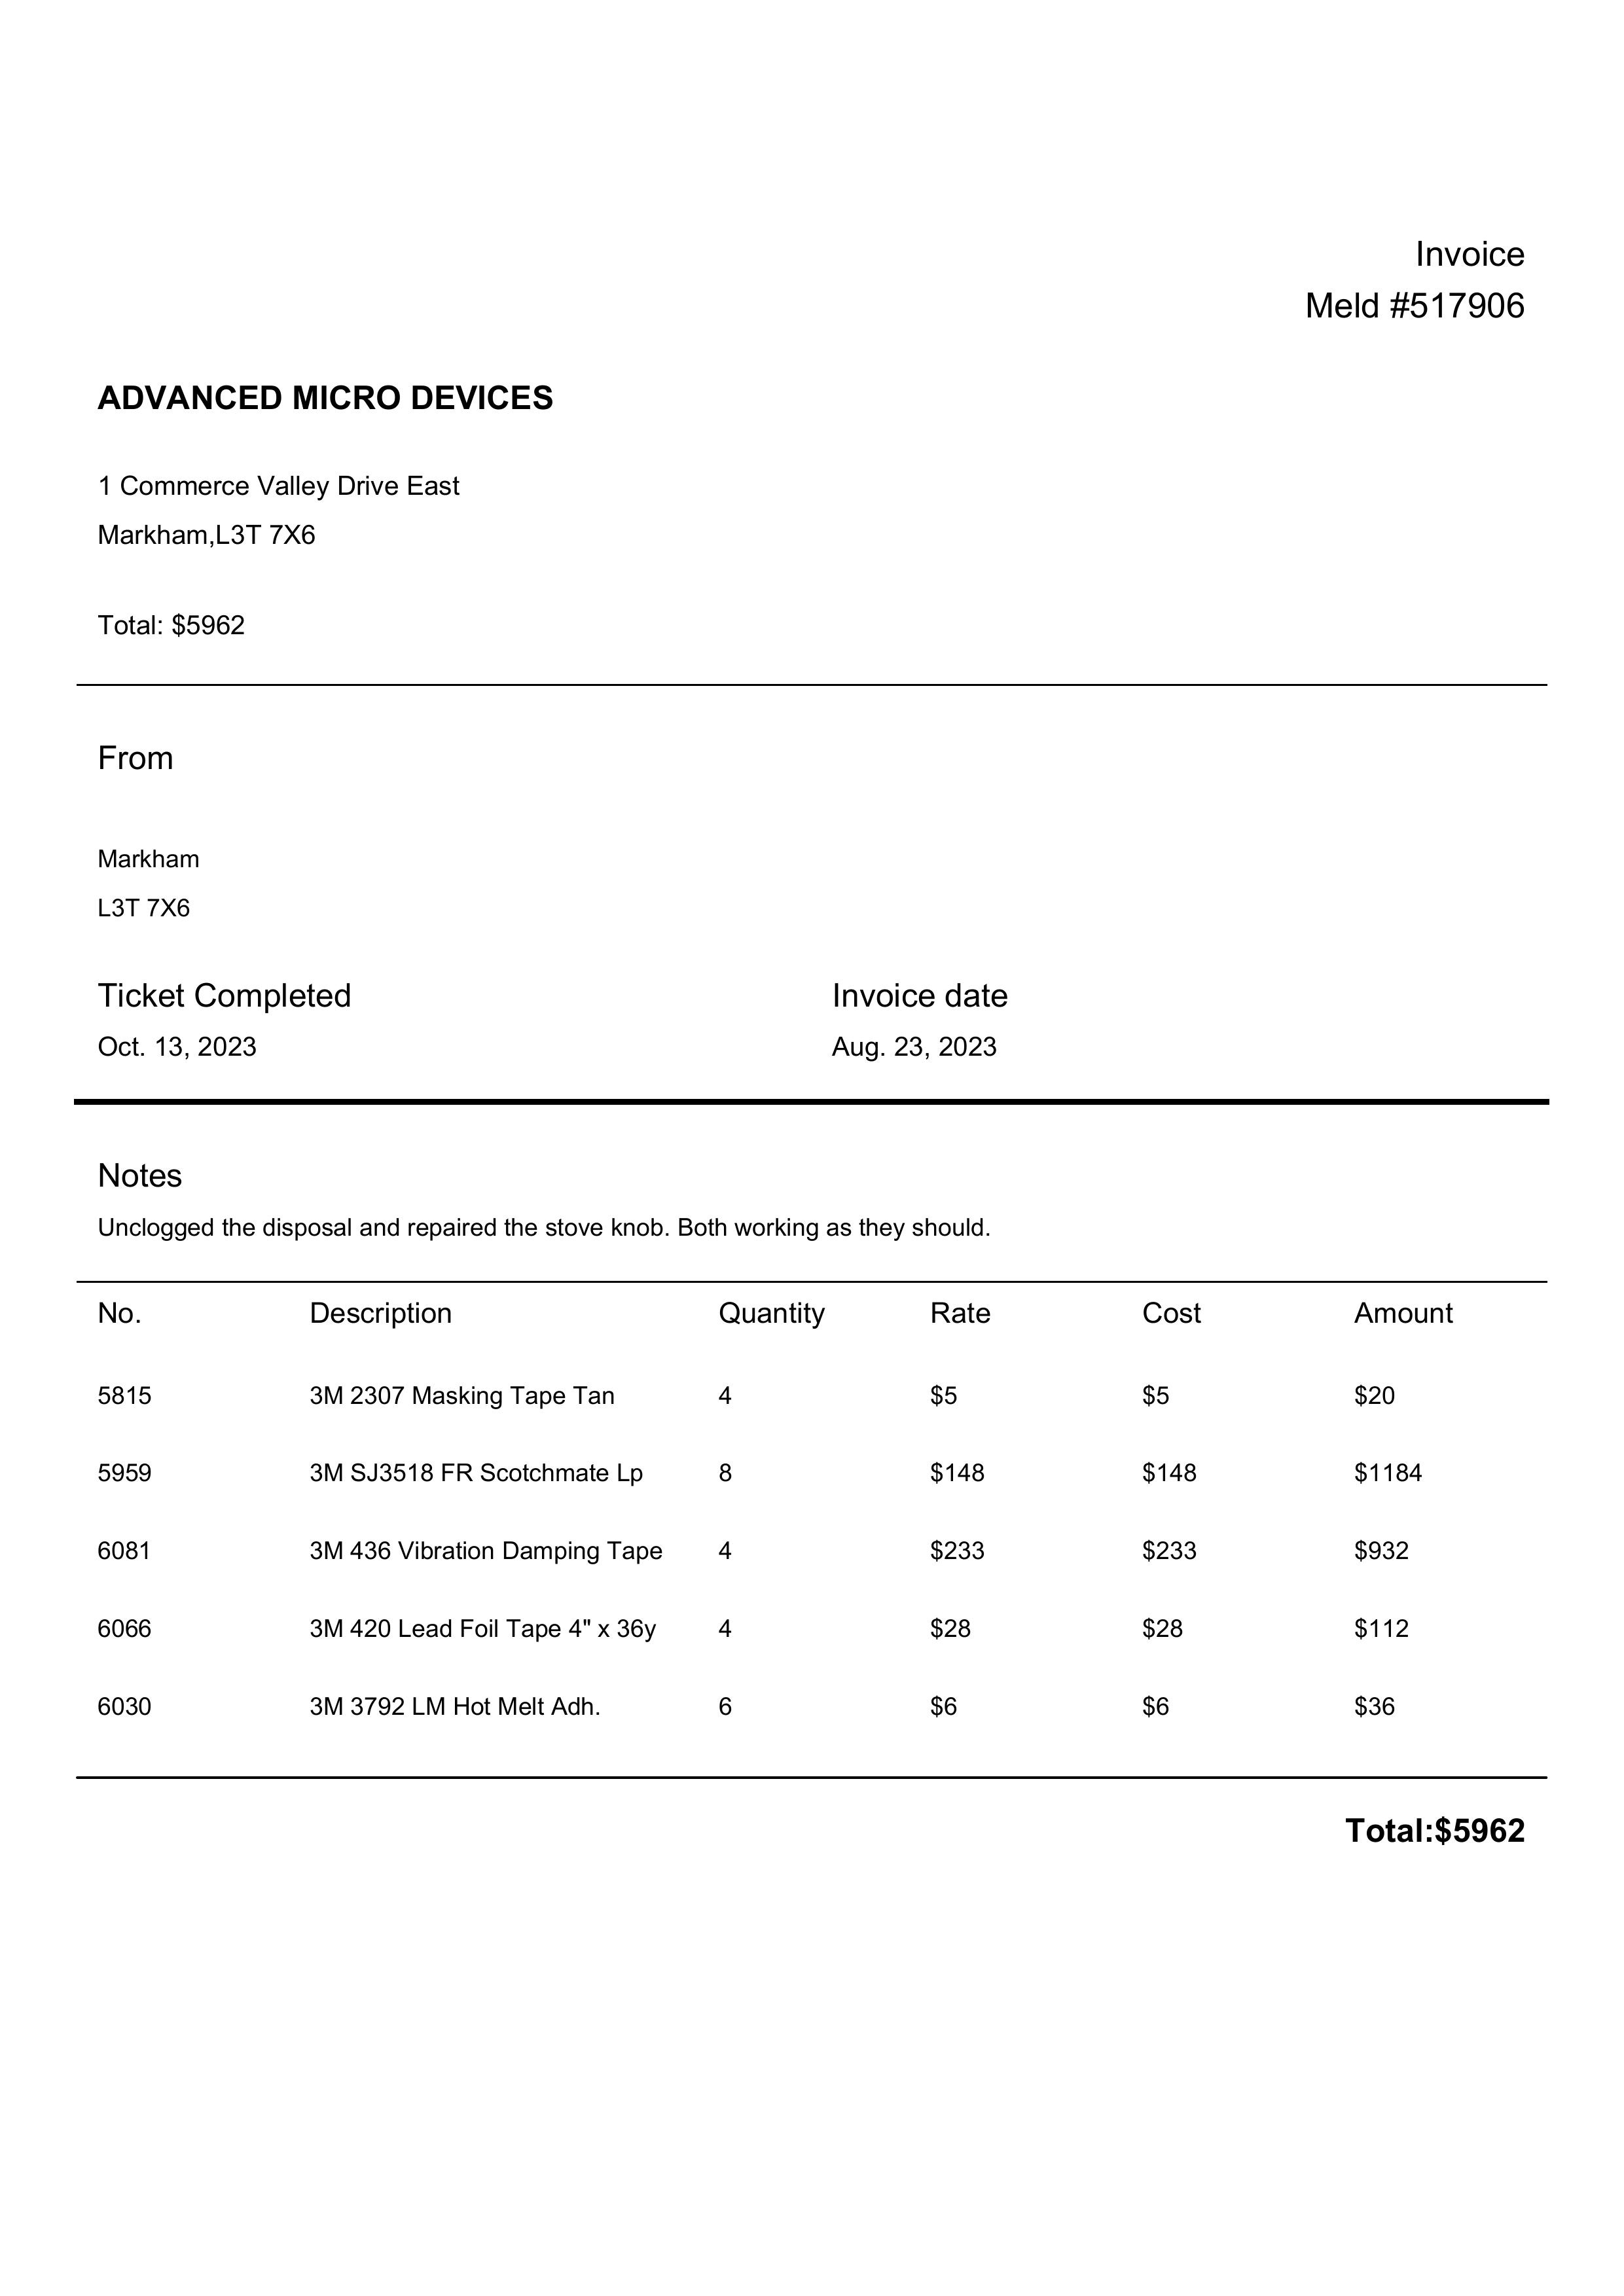 Invoice
Meld #517906
ADVANCED MICRO DEVICES
1 Commerce Valley Drive East
Markham,L3T 7X6
Total: $5962
From
Markham
L3T 7X6
Ticket Completed Invoice date
Oct. 13, 2023 Aug. 23, 2023
Notes
Unclogged the disposal and repaired the stove knob. Both working as they should.
No. Description Quantity Rate Cost Amount
5815 3M 2307 Masking Tape Tan 4 $5 $5 $20
5959 3M SJ3518 FR Scotchmate Lp 8 $148 $148 $1184
6081 3M 436 Vibration Damping Tape 4 $233 $233 $932
6066 3M 420 Lead Foil Tape 4" x 36y 4 $28 $28 $112
6030 3M 3792 LM Hot Melt Adh. 6 $6 $6 $36
Total:$5962